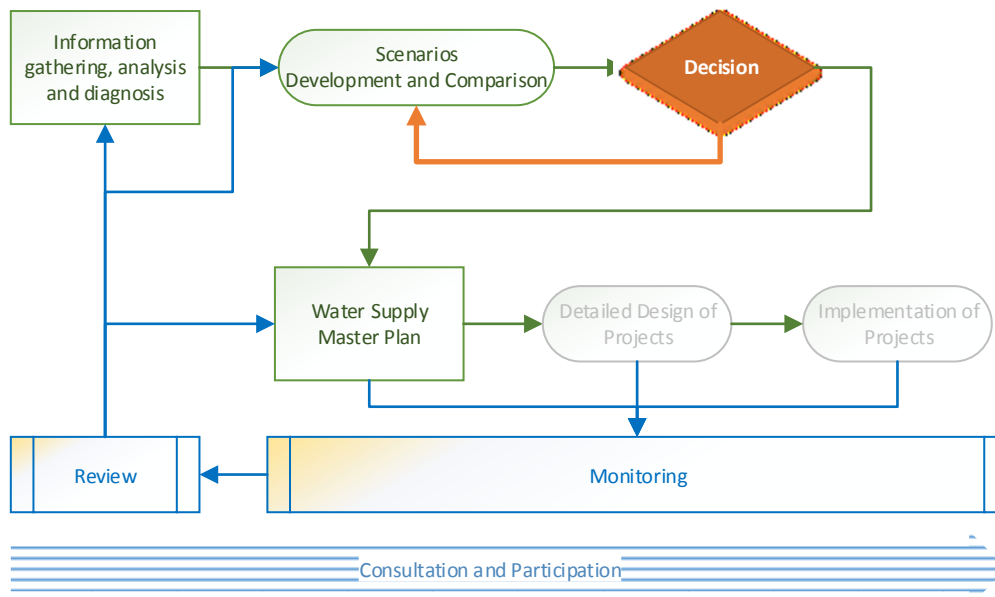 Information
gathering, analysis
and diagnosis
Scenarios
Development and Comparison
Decision
Water Supply
Master Plan
Detailed Design of
Projects
Implementation of
Projects
Review
Monitoring
Consultation and Participation